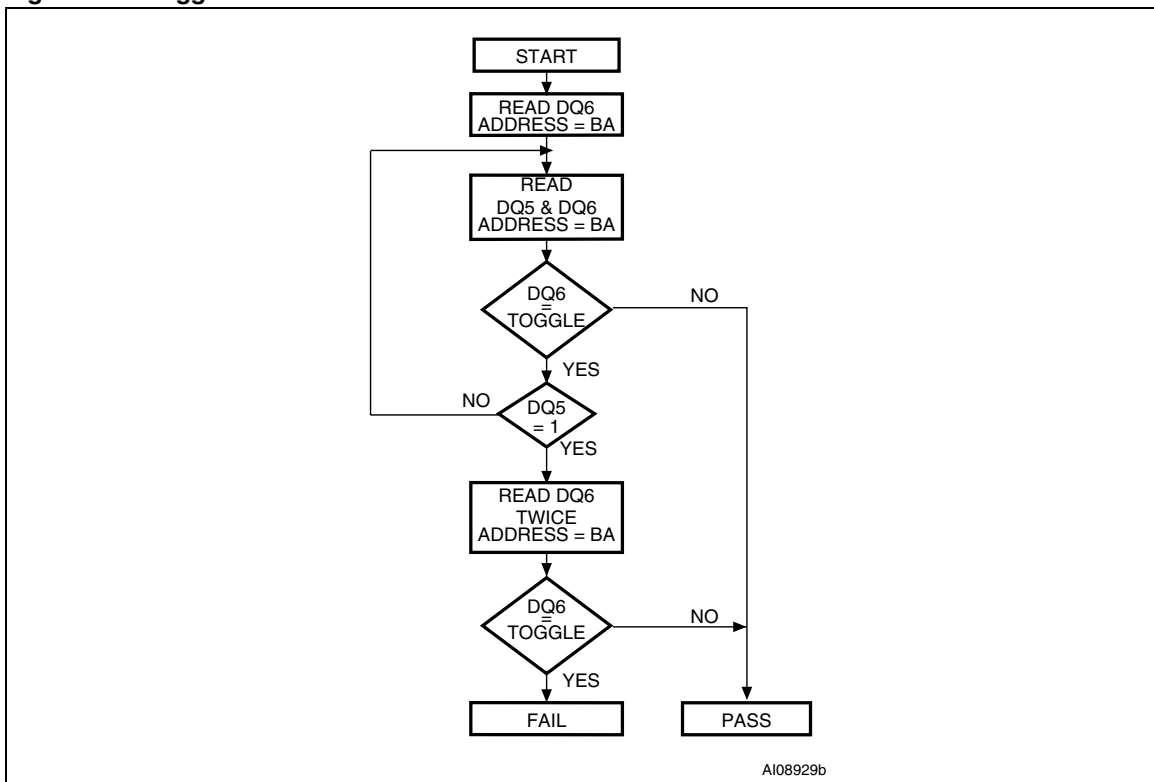 START
READ DQ6
ADDRESS = BA
READ
DQ5 & DQ6
ADDRESS = BA
DQ6
=
TOGGLE
NO
YES
NO
DQ5
= 1
YES
READ DQ6
TWICE
ADDRESS = BA
DQ6
=
TOGGLE
NO
YES
FAIL
PASS
AI08929b